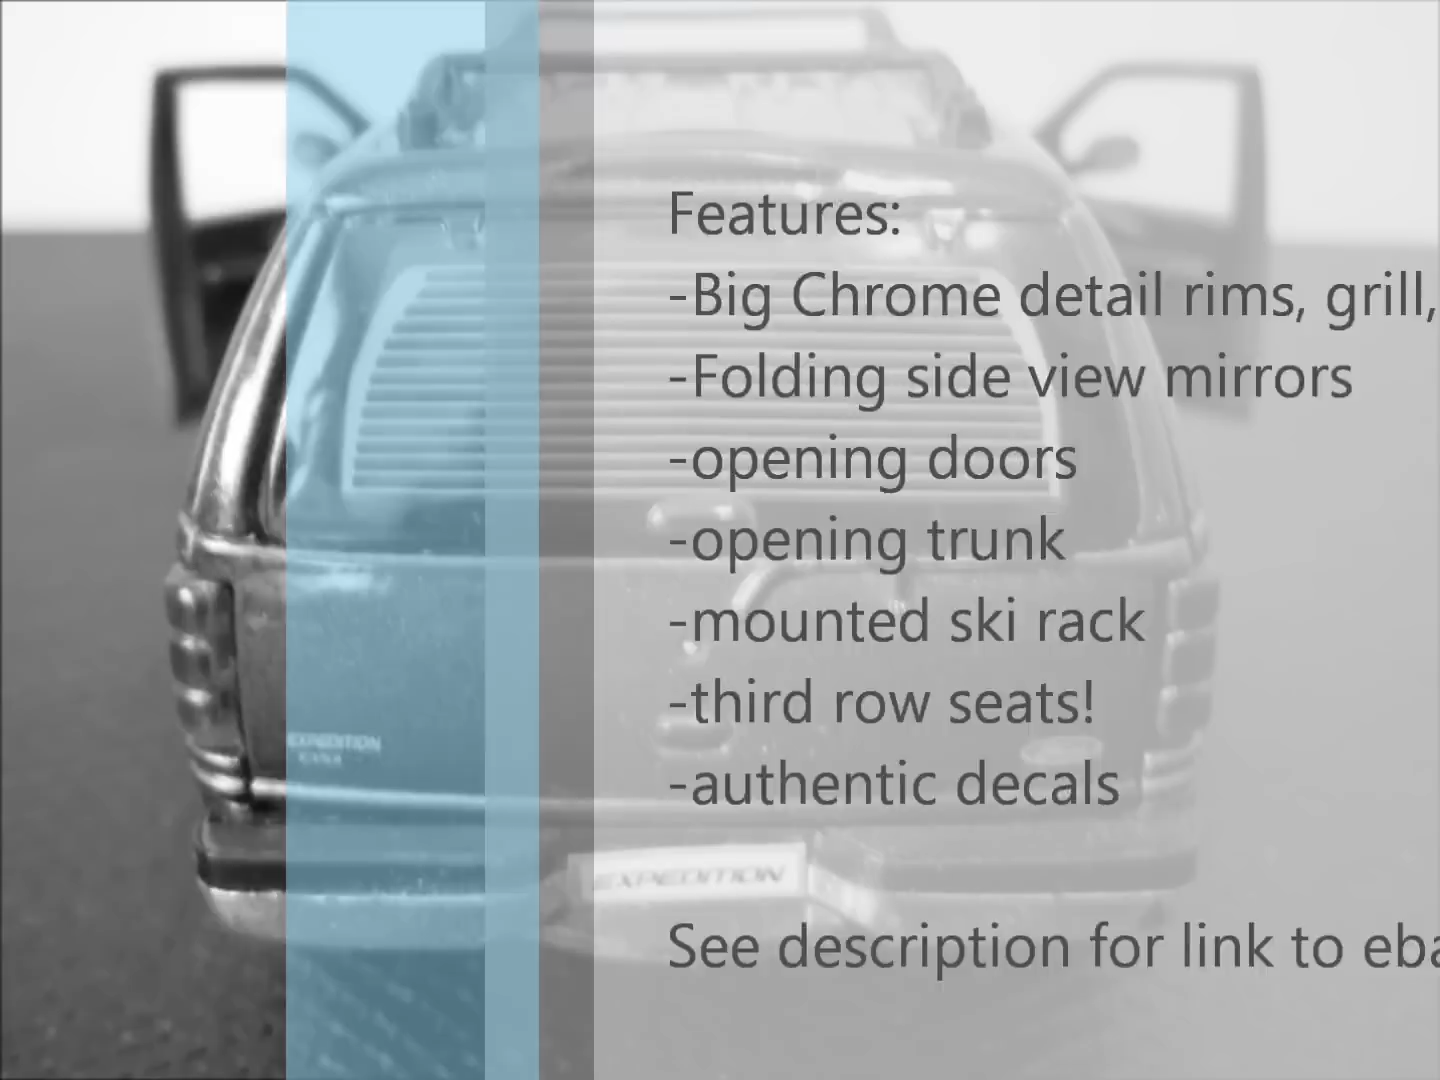 Features:
-Big Chrome detail rims, grill,
-Folding side view mirrors
-opening doors
-opening trunk
-mounted ski rack
-third row seats!
-authentic decals
EXPEDITION
EXPEDITION
See description for link to eba